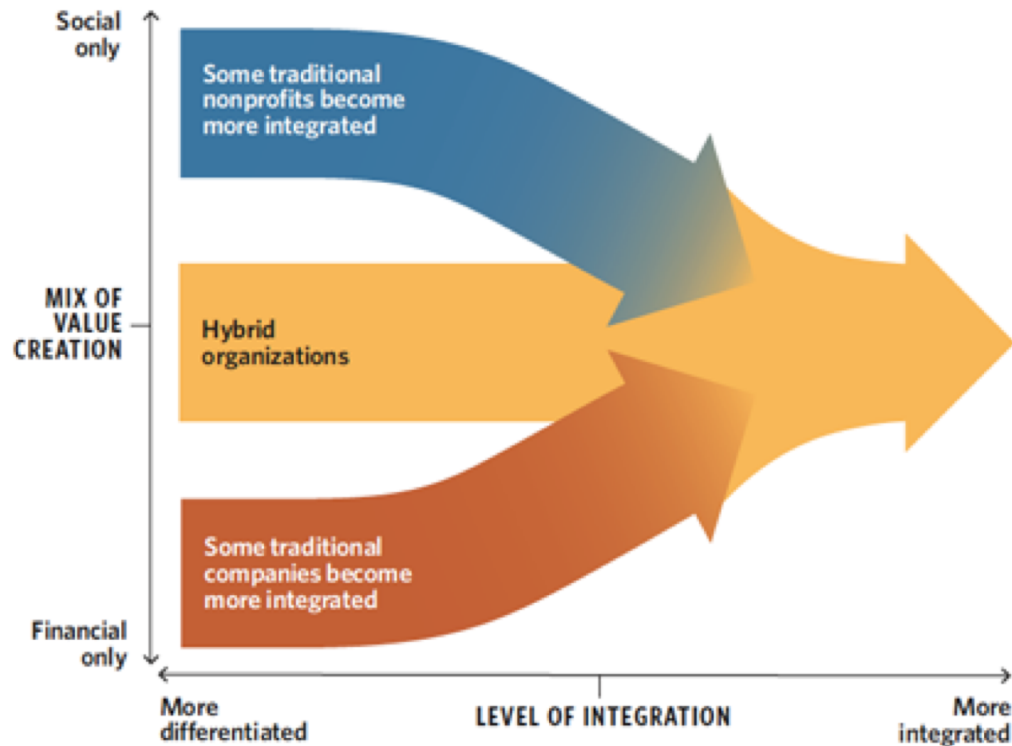 Social
only
Some traditional
nonprofits become
more integrated
MIX OF
VALUE
CREATION
Hybrid
organizations
Some traditional
companies become
more integrated
Financial
only
More
differentiated
LEVEL OF INTEGRATION
More
integrated